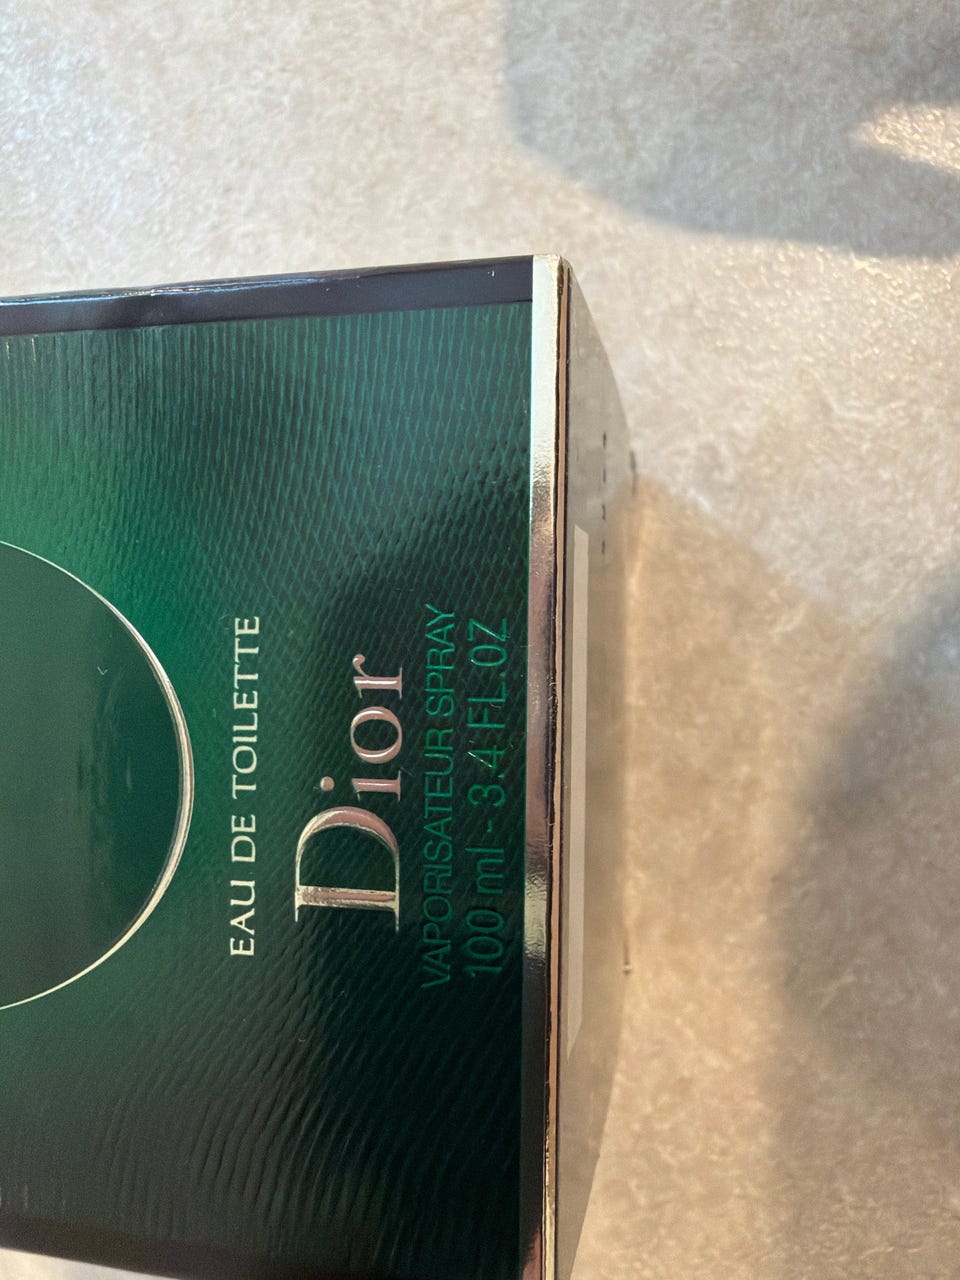 EAU DE TOILETTE
Dior
VAPORISATEUR SPRAY
100 ml - 3.4 FL.OZ